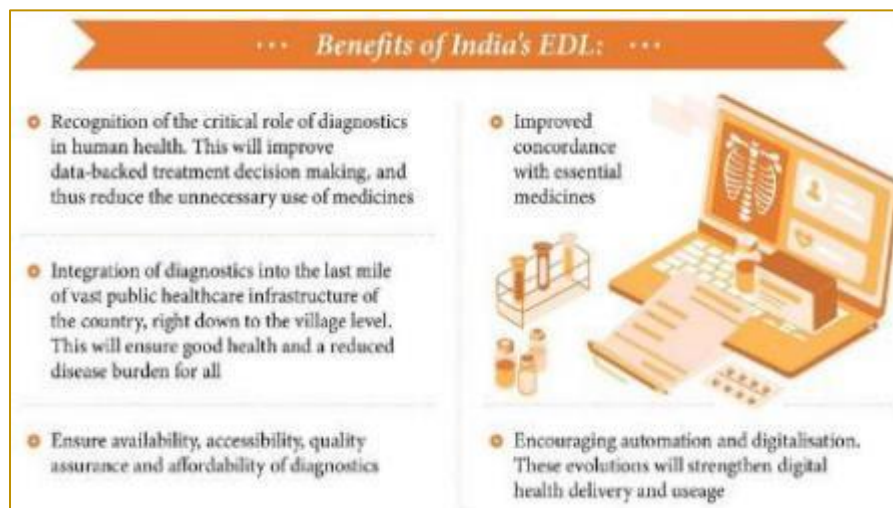 ··· Benefits of India's EDL: ···
Recognition of the critical role of diagnostics
in human health. This will improve
data-backed treatment decision making, and
thus reduce the unnecessary use of medicines
Integration of diagnostics into the last mile
of vast public healthcare infrastructure of
the country, right down to the village level.
This will ensure good health and a reduced
disease burden for all
Ensure availability, accessibility, quality
assurance and affordability of diagnostics
Improved
concordance
with essential
medicines
Encouraging automation and digitalisation.
These evolutions will strengthen digital
health delivery and useage